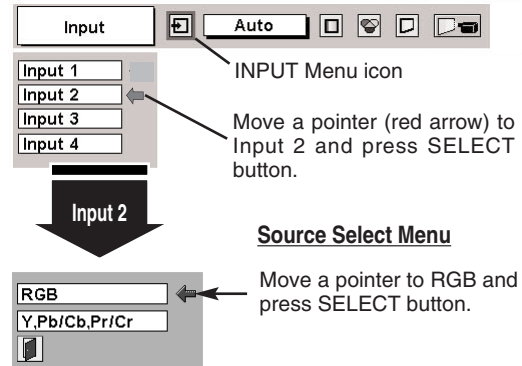 Input
Auto
INPUT Menu icon
Input 1
Input 2
Input 3
Input 4
Move a pointer (red arrow) to
Input 2 and press SELECT
button.
Input 2
Source Select Menu
RGB
Y,Pb/Cb,Pr/Cr
Move a pointer to RGB and
press SELECT button.